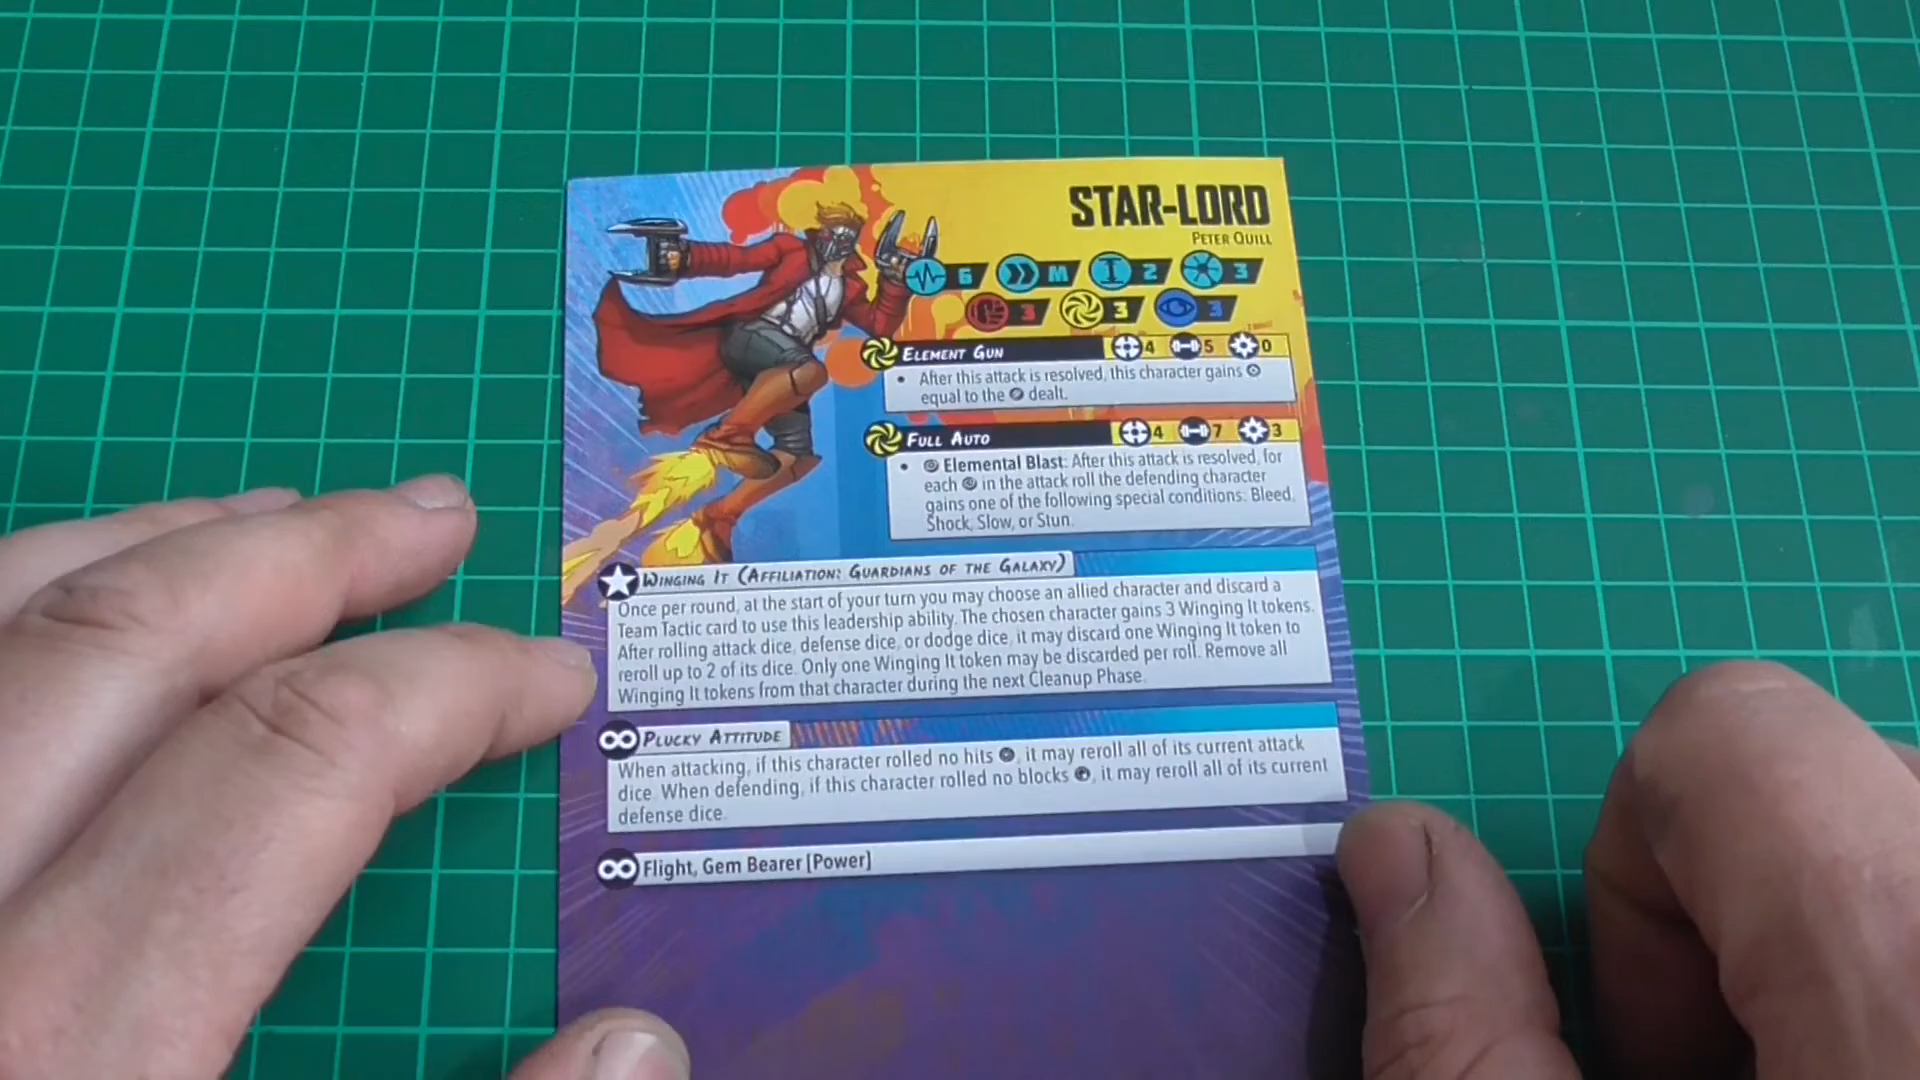 STAR-LORD
PETER QUILL
6 M 2 3
3 3 3
ELEMENT GUN 4 5 0
• After this attack is resolved, this character gains
equal to the dealt.
FULL AUTO 4 7 3
• Elemental Blast: After this attack is resolved, for
each in the attack roll the defending character
gains one of the following special conditions: Bleed,
Shock, Slow, or Stun.
WINGING IT (AFFILIATION: GUARDIANS OF THE GALAXY)
Once per round, at the start of your turn you may choose an allied character and discard a
Team Tactic card to use this leadership ability. The chosen character gains 3 Winging It tokens.
After rolling attack dice, defense dice, or dodge dice, it may discard one Winging It token to
reroll up to 2 of its dice. Only one Winging It token may be discarded per roll. Remove all
Winging It tokens from that character during the next Cleanup Phase.
PLUCKY ATTITUDE
When attacking, if this character rolled no hits , it may reroll all of its current attack
dice. When defending, if this character rolled no blocks , it may reroll all of its current
defense dice.
Flight, Gem Bearer [Power]